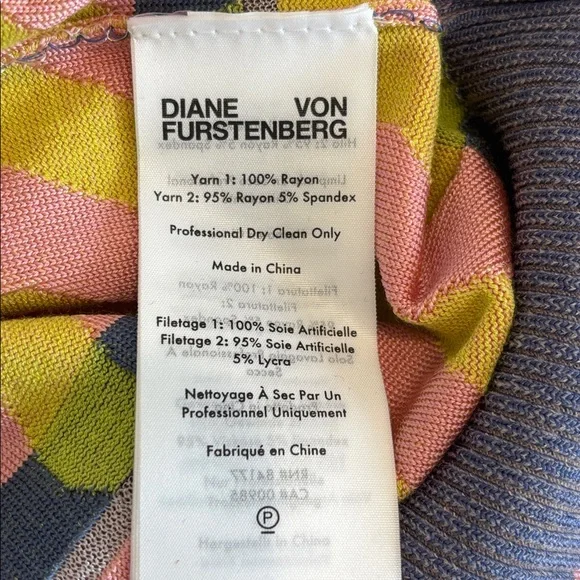 DIANE VON
FURSTENBERG
Yarn 1: 100% Rayon
Yarn 2: 95% Rayon 5% Spandex
Professional Dry Clean Only
Made in China
Filetage 1: 100% Soie Artificielle
Filetage 2: 95% Soie Artificielle
5% Lycra
Nettoyage À Sec Par Un
Professionnel Uniquement
Fabriqué en Chine
RN# 84177
CA# 00985
P